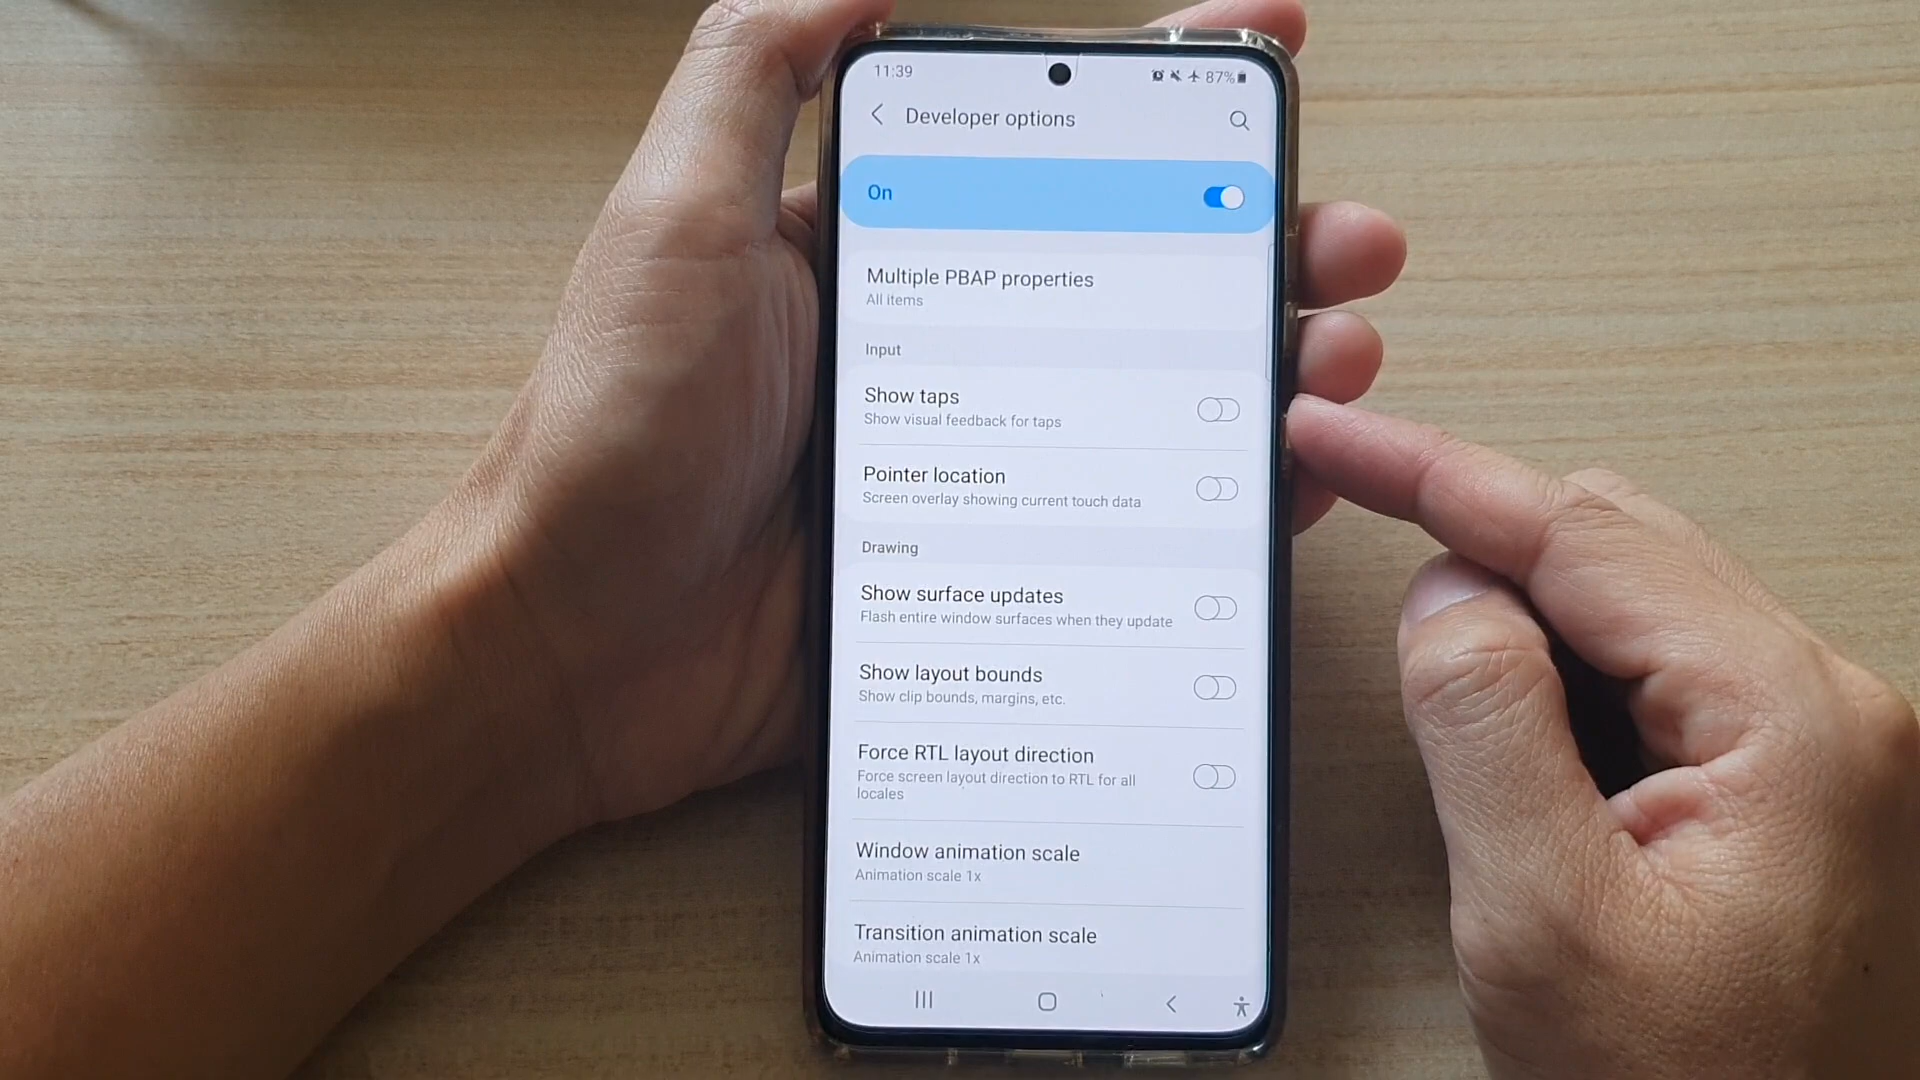 11:39
87%
Developer options
On
Multiple PBAP properties
All items
Input
Show taps
Show visual feedback for taps
Pointer location
Screen overlay showing current touch data
Drawing
Show surface updates
Flash entire window surfaces when they update
Show layout bounds
Show clip bounds, margins, etc.
Force RTL layout direction
Force screen layout direction to RTL for all
locales
Window animation scale
Animation scale 1x
Transition animation scale
Animation scale 1x